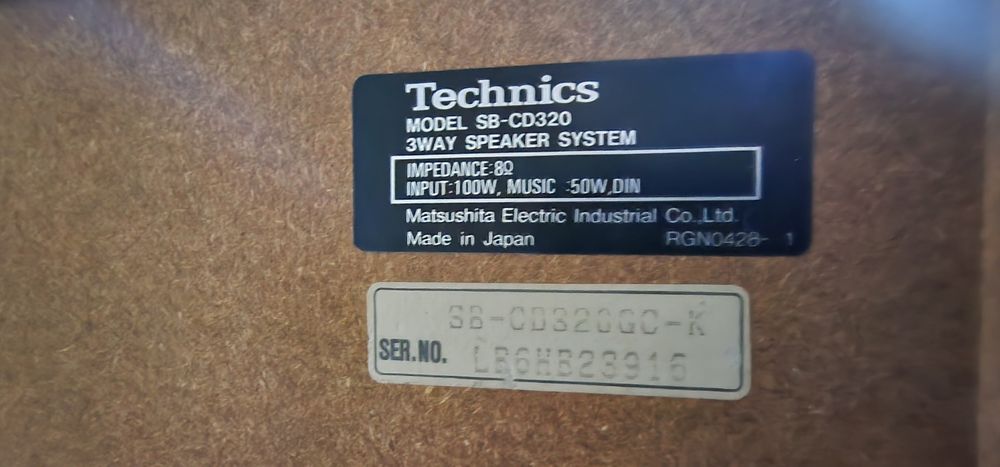 Technics
MODEL SB-CD320
3WAY SPEAKER SYSTEM
IMPEDANCE:8Ω
INPUT:100W, MUSIC :50W,DIN
Matsushita Electric Industrial Co.,Ltd.
Made in Japan RGN0428- 1
SB-CD320GC-K
SER.NO. LB6HB23916